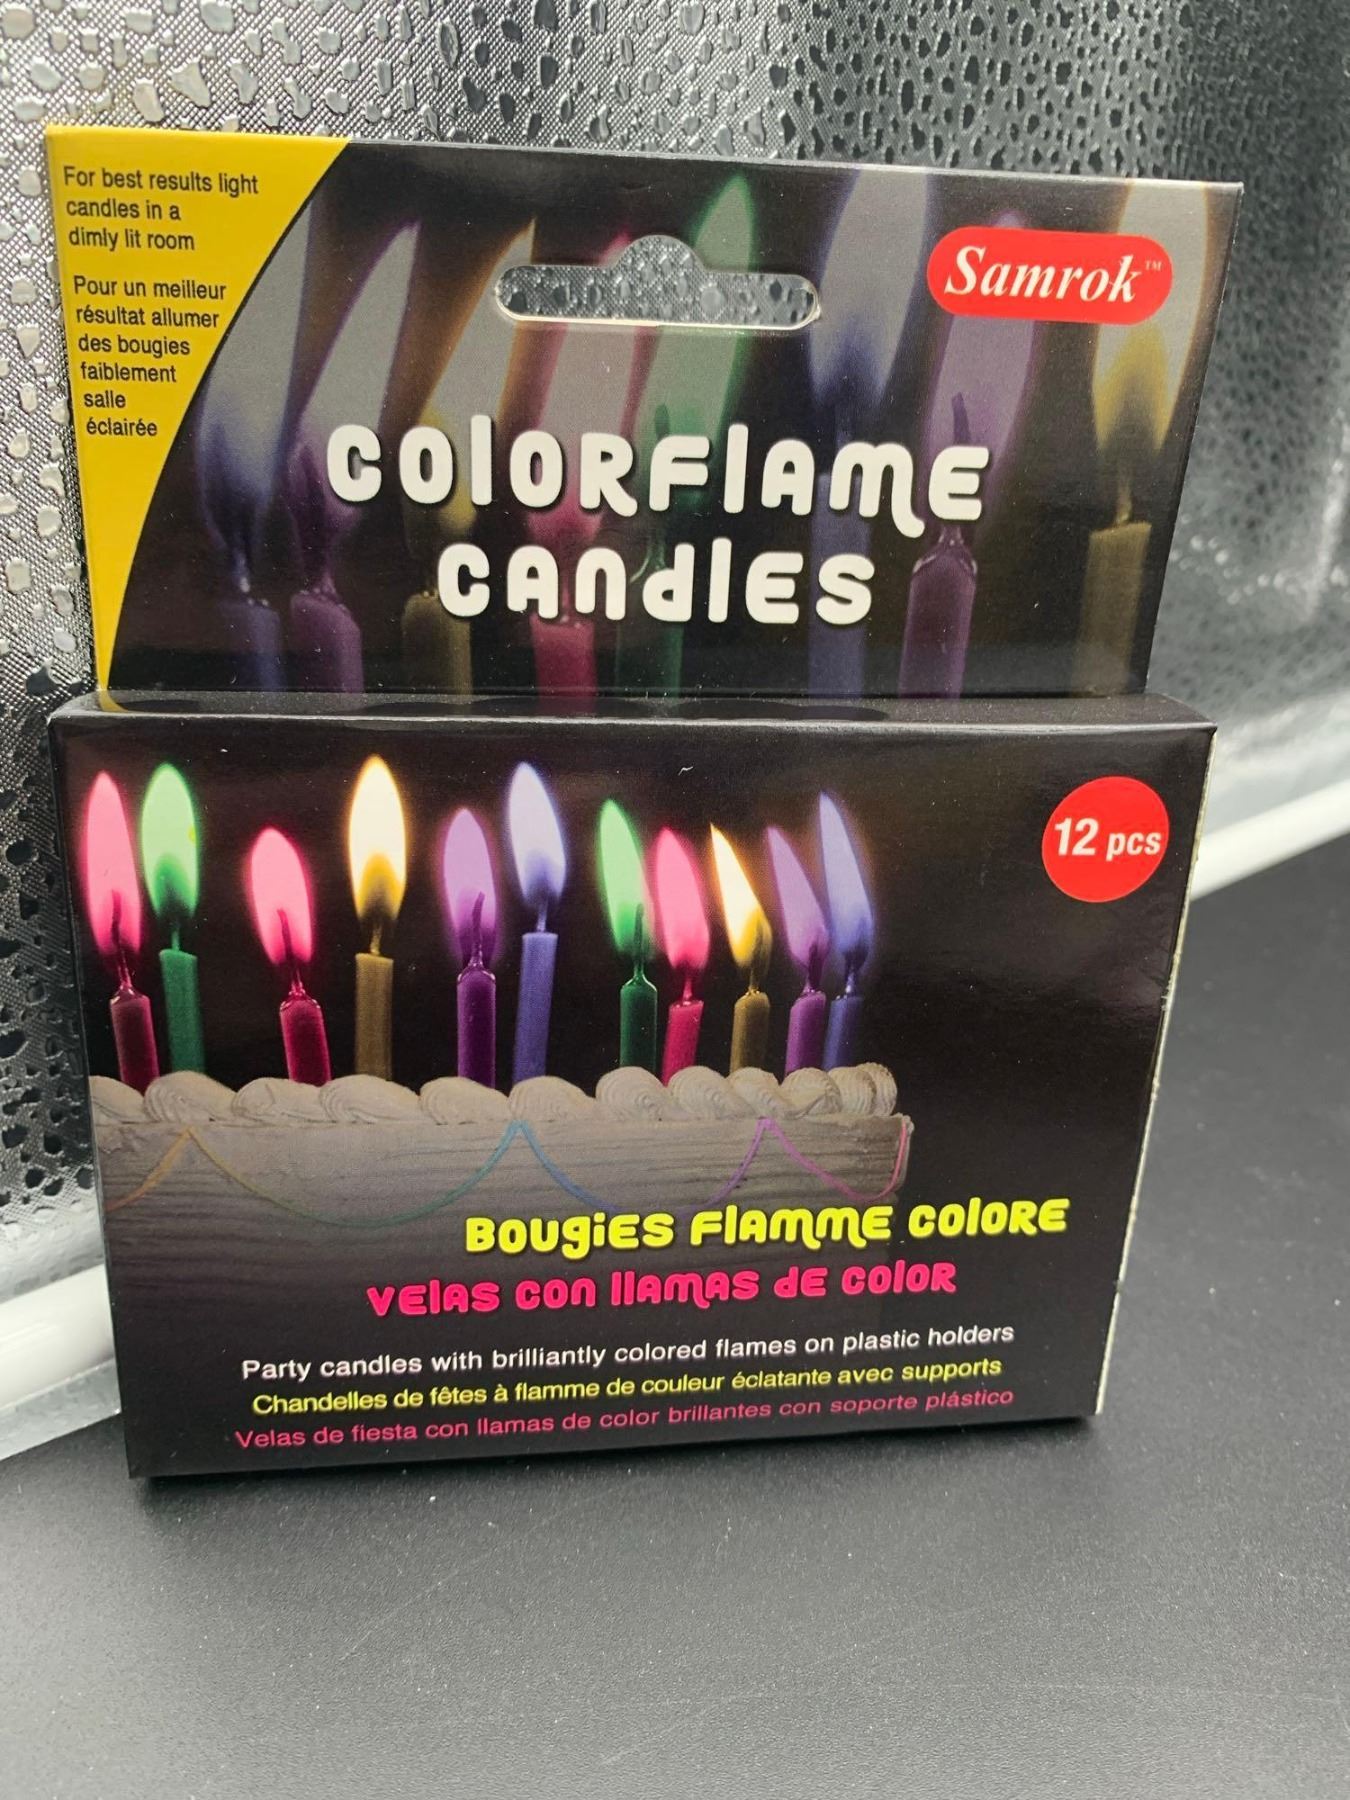 For best results light
candles in a
dimly lit room
Pour un meilleur
résultat allumer
des bougies
faiblement
salle
éclairée
Samrok™
COLORFLAME
CANDLES
12 pcs
BOUGIES FLAMME COLORE
VELAS CON LLAMAS DE COLOR
Party candles with brilliantly colored flames on plastic holders
Chandelles de fêtes à flamme de couleur éclatante avec supports
Velas de fiesta con llamas de color brillantes con soporte plástico